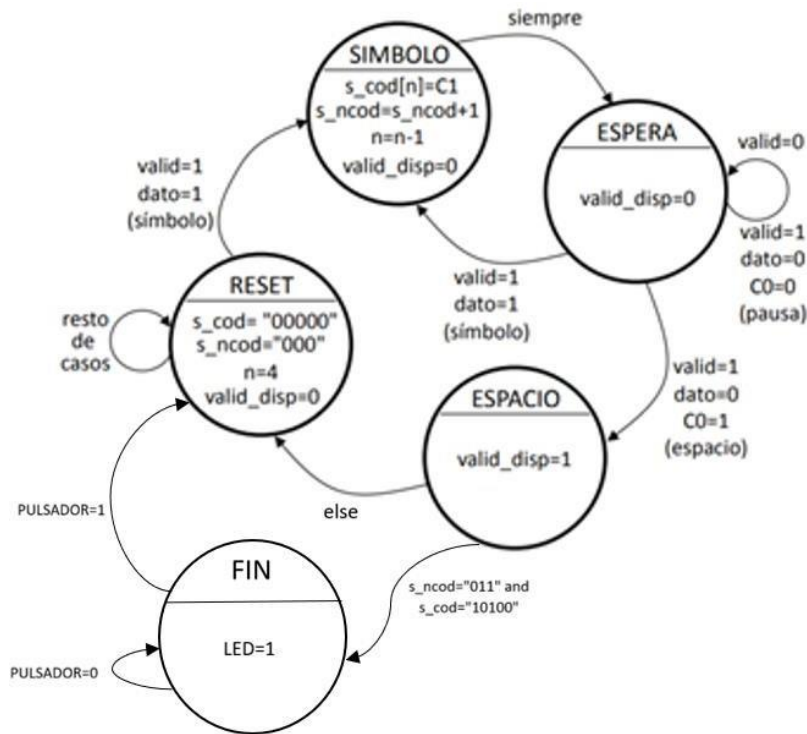 siempre
SIMBOLO
s_cod[n]=C1
s_ncod=s_ncod+1
n=n-1
valid_disp=0
ESPERA
valid_disp=0
valid=0
valid=1
dato=0
C0=0
(pausa)
valid=1
dato=1
(símbolo)
valid=1
dato=1
(símbolo)
RESET
s_cod= "00000"
s_ncod="000"
n=4
valid_disp=0
resto
de
casos
valid=1
dato=0
C0=1
(espacio)
ESPACIO
valid_disp=1
else
PULSADOR=1
s_ncod="011" and
s_cod="10100"
FIN
LED=1
PULSADOR=0